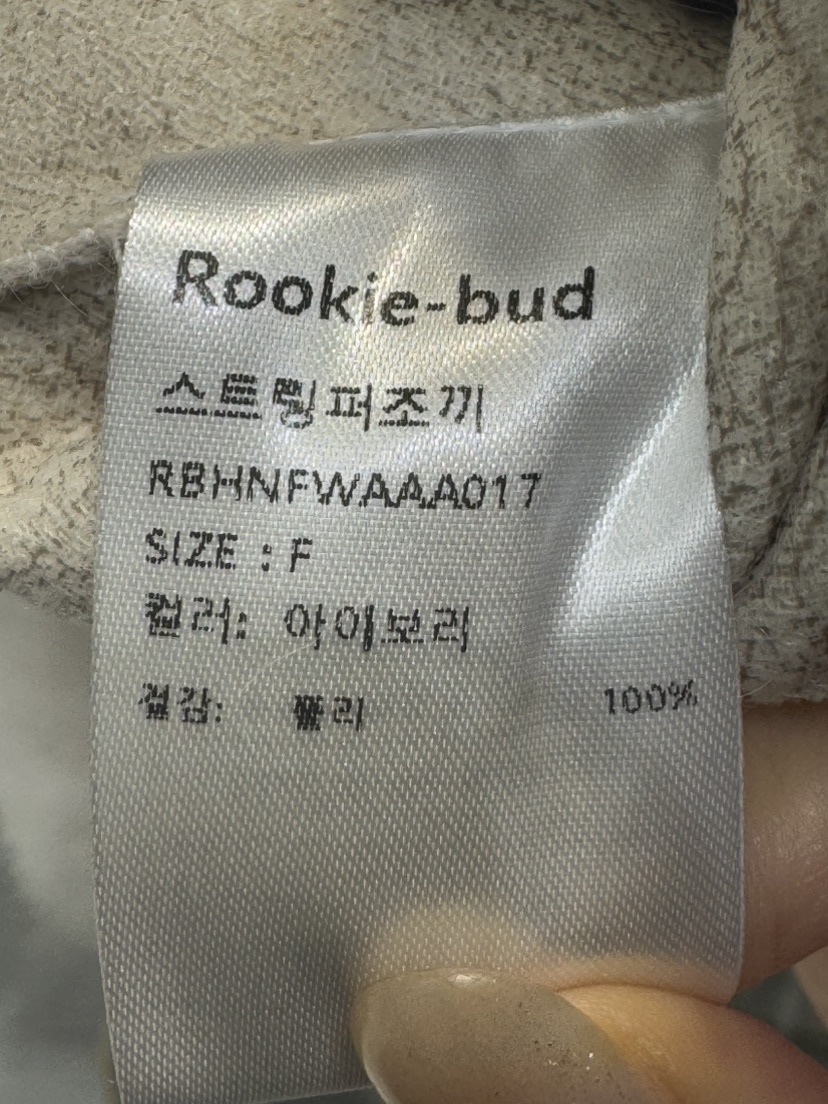 Rookie-bud
스트링퍼조끼
RBHNFWAAA017
SIZE : F
컬러: 아이보리
겉감: 폴리 100%